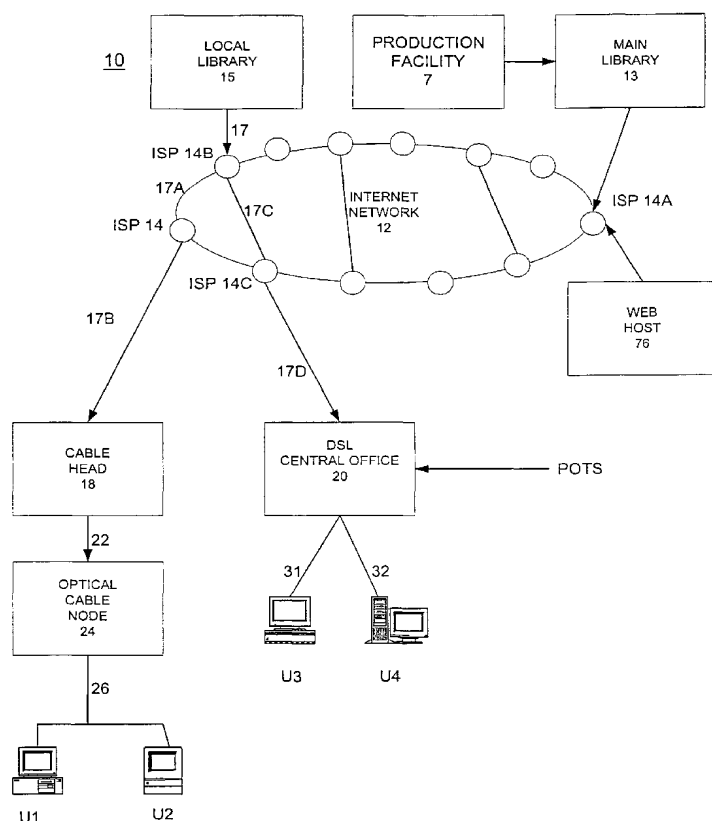 10
LOCAL
LIBRARY
15
PRODUCTION
FACILITY
7
MAIN
LIBRARY
13
17
ISP 14B
17A
17C
INTERNET
NETWORK
12
ISP 14A
ISP 14
ISP 14C
WEB
HOST
76
17B
17D
CABLE
HEAD
18
DSL
CENTRAL OFFICE
20
POTS
22
OPTICAL
CABLE
NODE
24
31
32
U3
U4
26
U1
U2